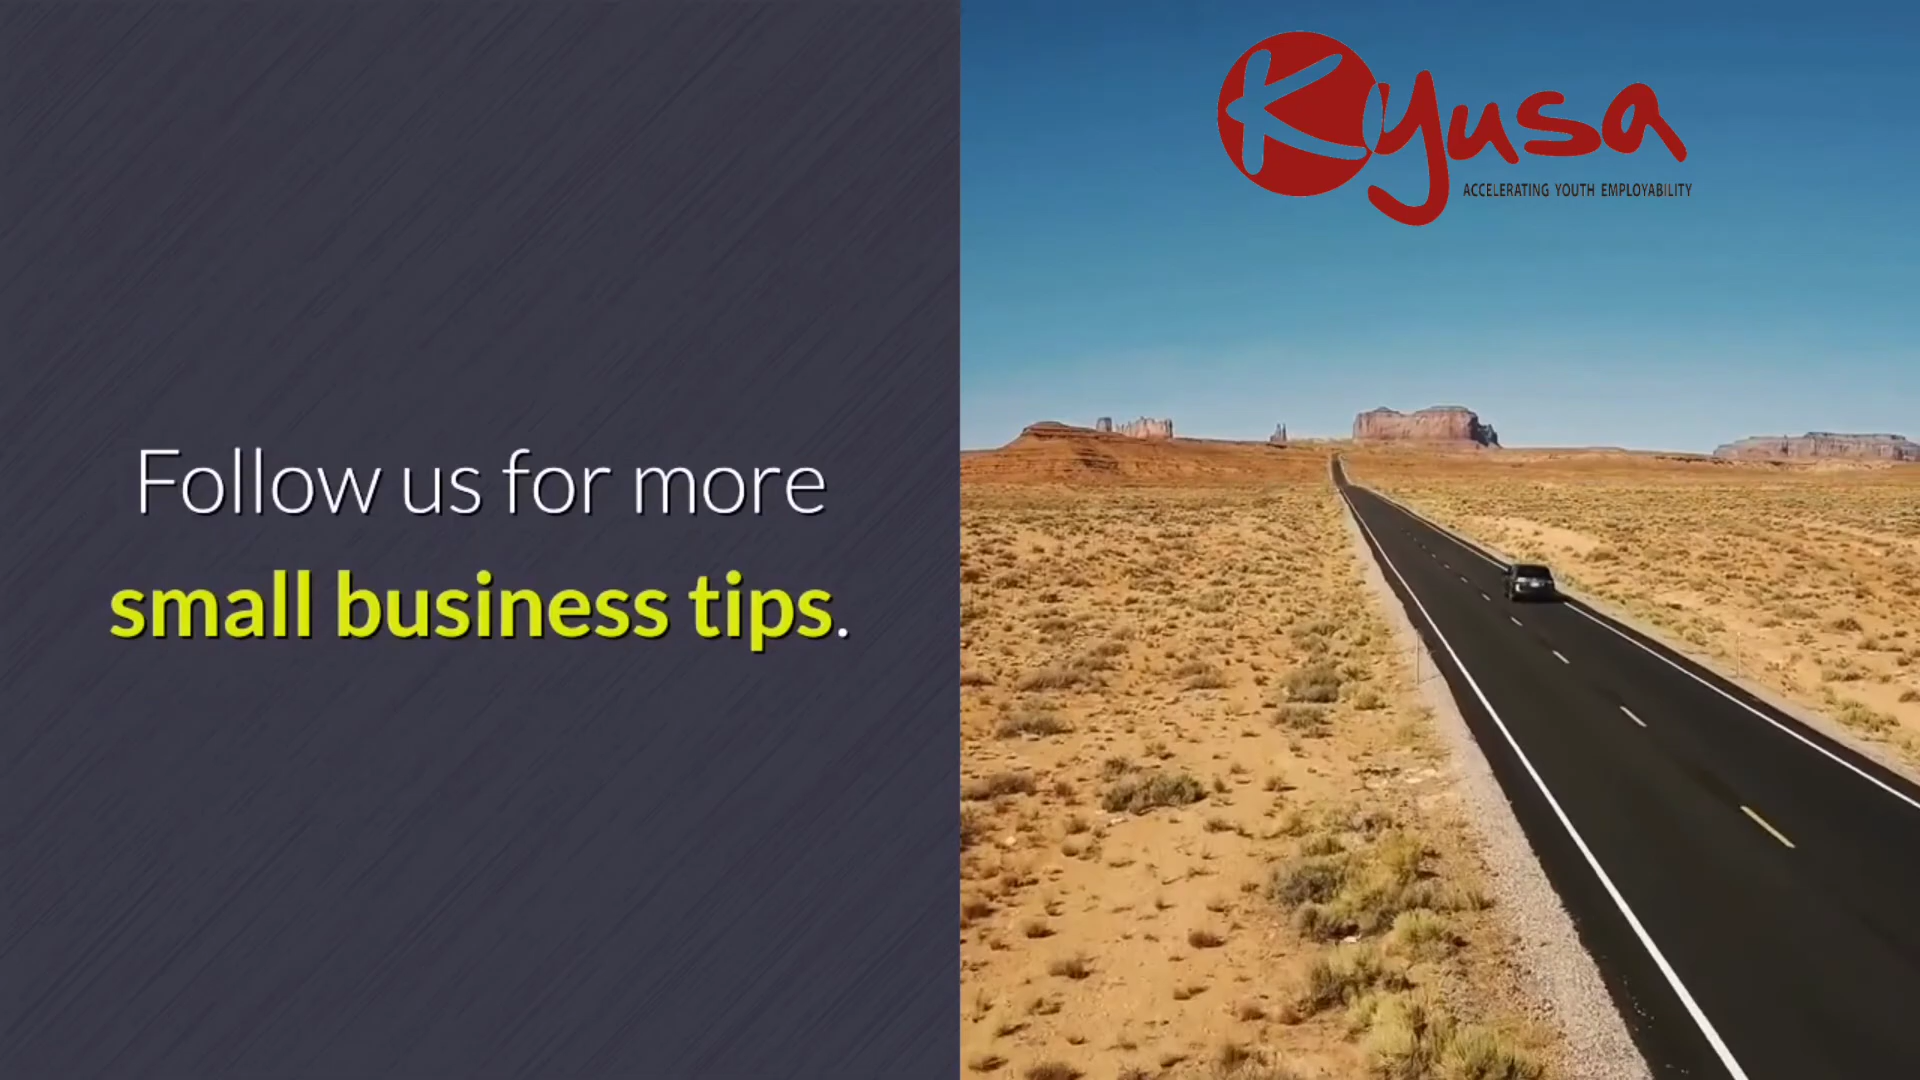 Follow us for more
small business tips.
Kyusa
ACCELERATING YOUTH EMPLOYABILITY